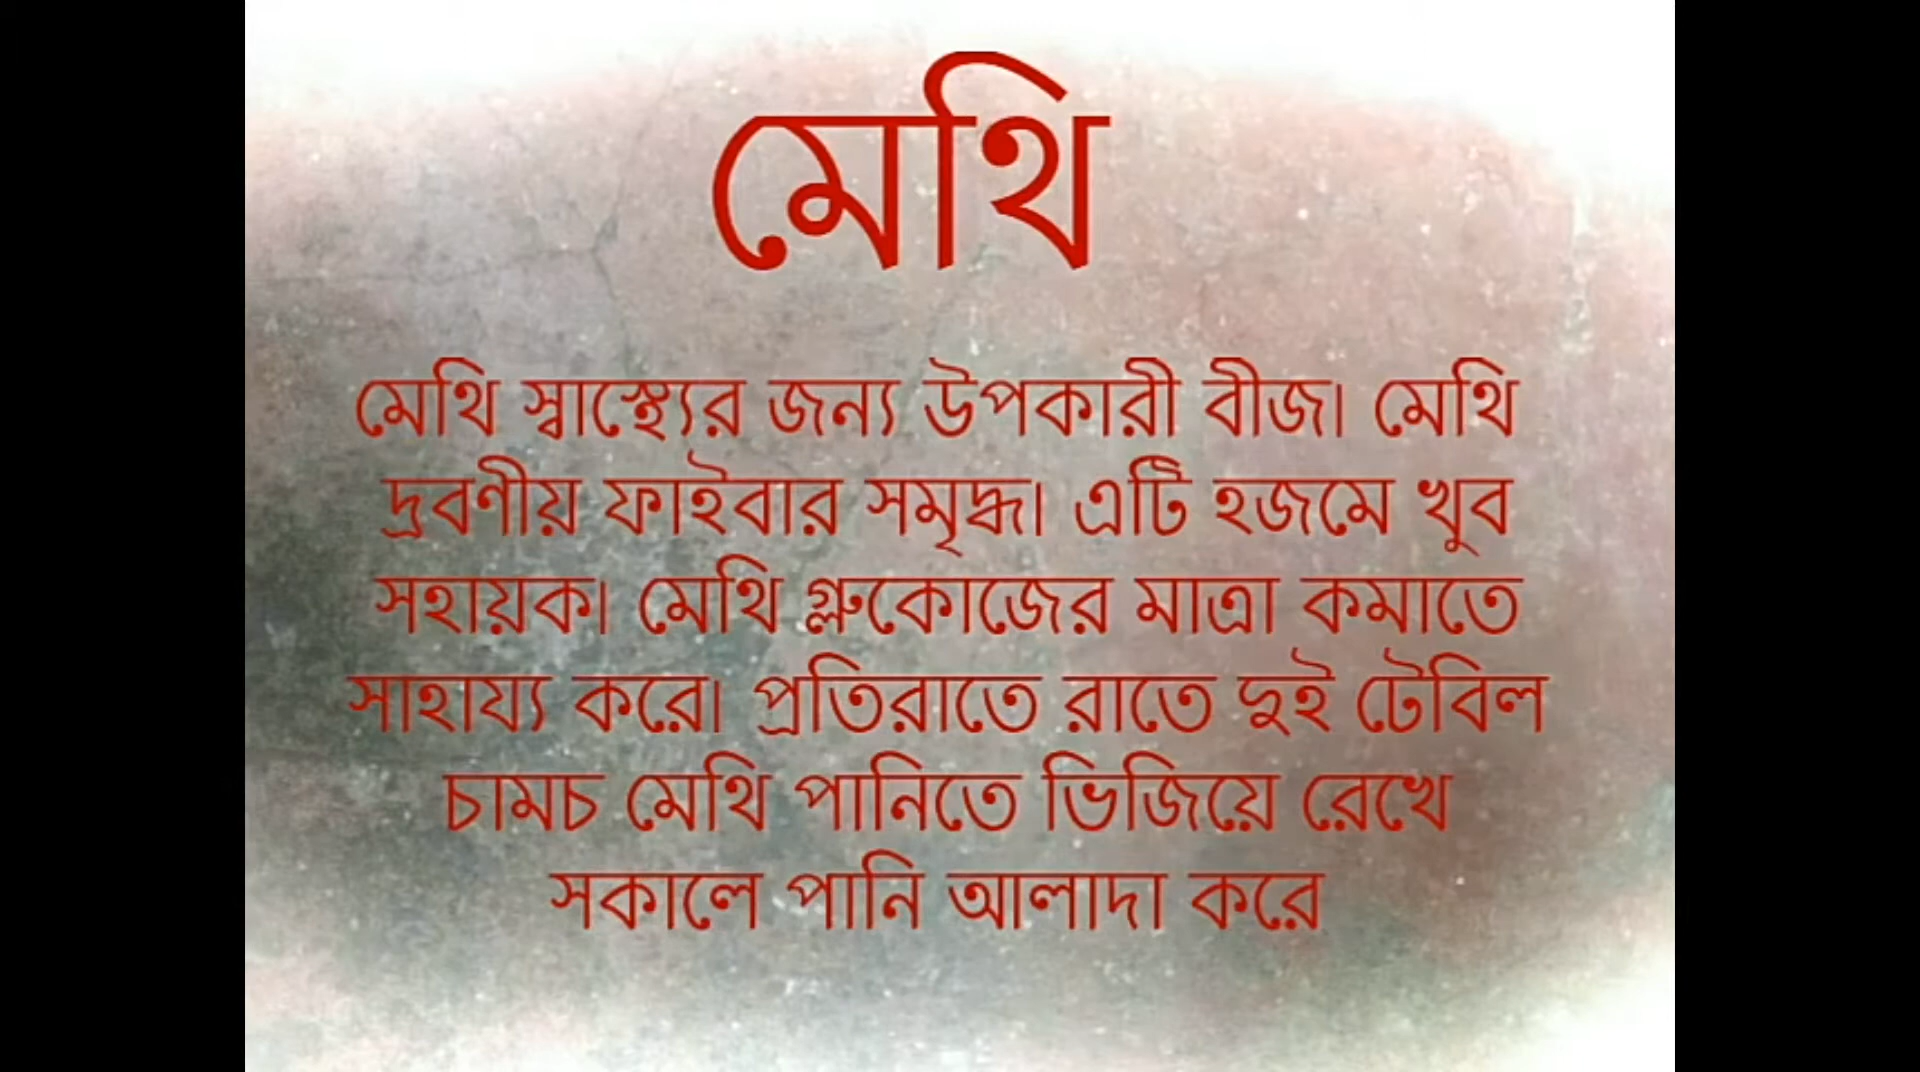 মেথি
মেথি স্বাস্থ্যের জন্য উপকারী বীজ। মেথি
দ্রবণীয় ফাইবার সমৃদ্ধ। এটি হজমে খুব
সহায়ক। মেথি গ্লুকোজের মাত্রা কমাতে
সাহায্য করে। প্রতিরাতে রাতে দুই টেবিল
চামচ মেথি পানিতে ভিজিয়ে রেখে
সকালে পানি আলাদা করে